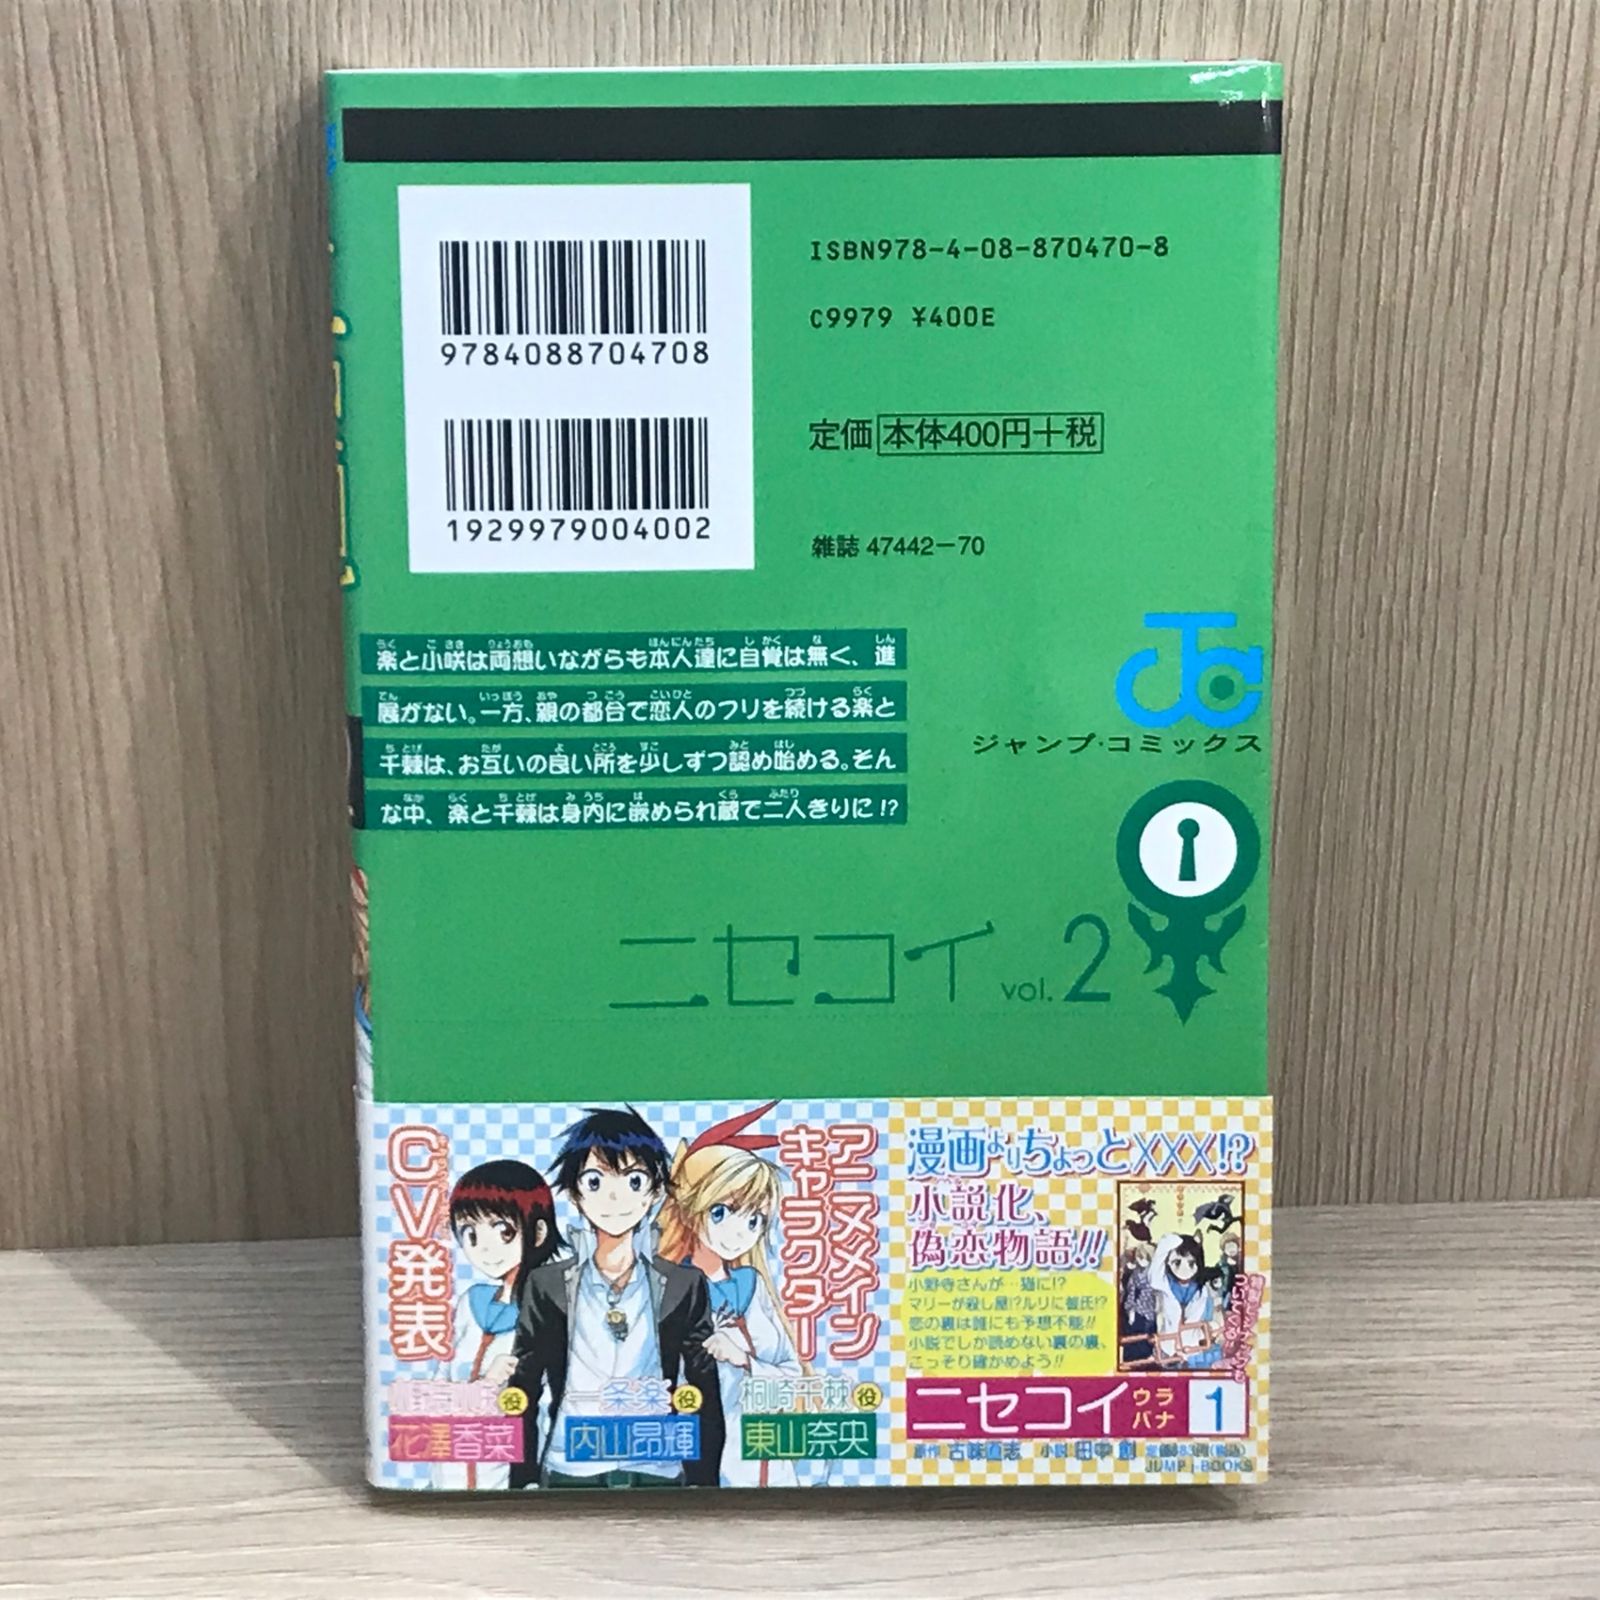 9784088704708
1929979004002
ISBN978-4-08-870470-8
C9979 ¥400E
定価 本体400円+税
雑誌 47442-70
楽と小咲は両想いながらも本人達に自覚は無く、進
展がない。一方、親の都合で恋人のフリを続ける楽と
千棘は、お互いの良い所を少しずつ認め始める。そん
な中、楽と千棘は身内に嵌められ蔵で二人きりに!?
ジャンプ・コミックス
ニセコイ vol.2
アニメメイン
キャラクター
CV発表
小野寺小咲役
花澤香菜
一条楽役
内山昂輝
桐崎千棘役
東山奈央
漫画よりちょっとXXX!?
小説化、
偽恋物語!!
小野寺さんが…猫に!?
マリーが殺し屋!?ルリに彼氏!?
恋の裏は誰にも予想不能!!
小説でしか読めない裏の裏、
こっそり確かめよう!!
ニセコイ ウラバナ 1
原作 古味直志 小説 田中 創
JUMP j-BOOKS